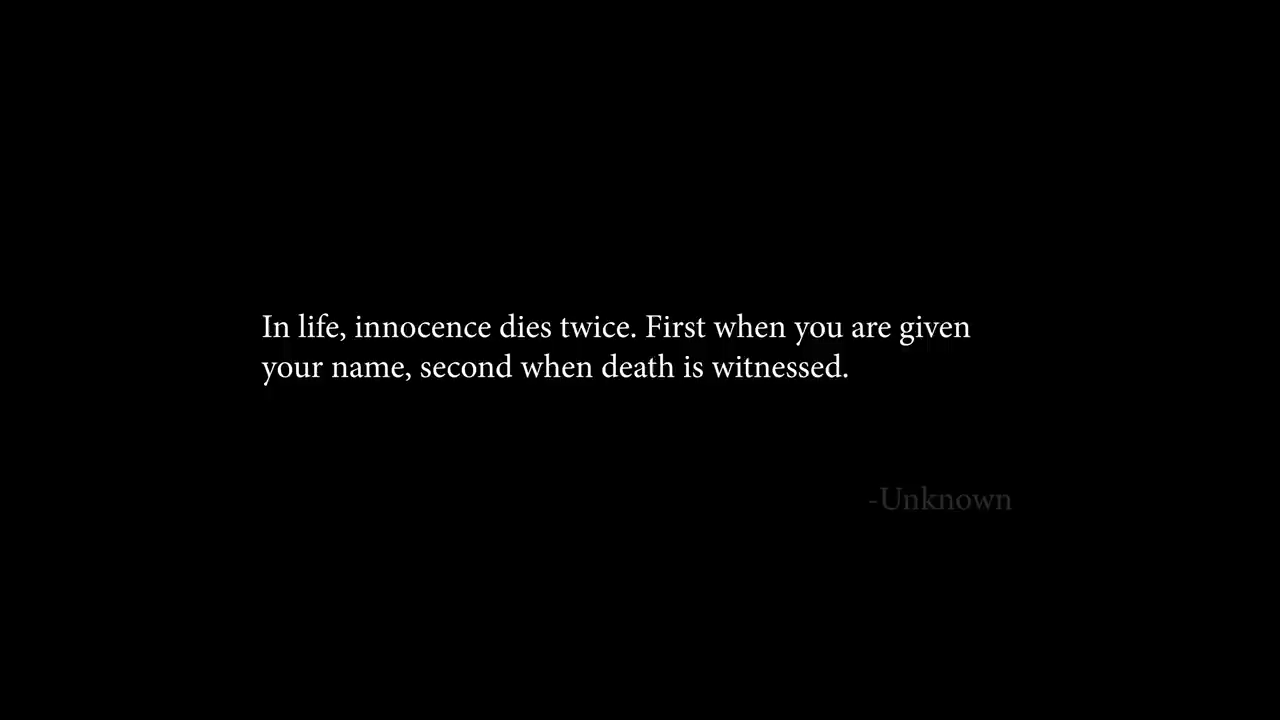 In life, innocence dies twice. First when you are given
your name, second when death is witnessed.
-Unknown